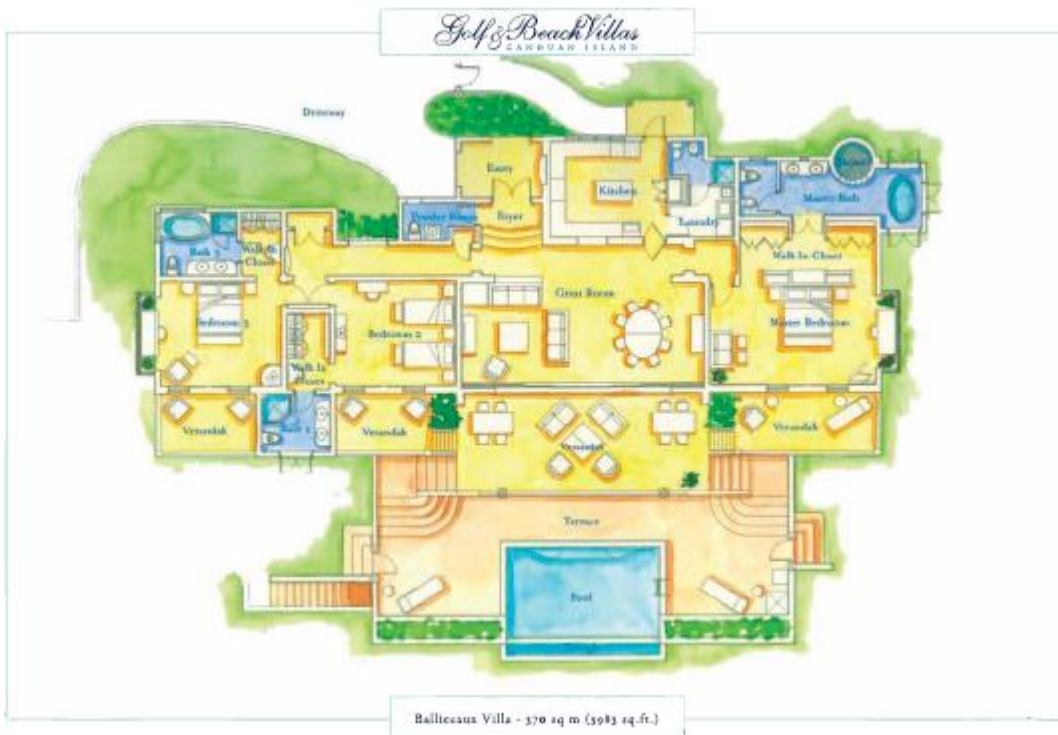 Golf & Beach Villas
CANOUAN ISLAND
Driveway
Entry
Kitchen
Shower
Master Bath
Powder Room
Foyer
Laundry
Bath 3
Walk In
Closet
Walk In Closet
Great Room
Bedroom 3
Bedroom 2
Master Bedroom
Walk In
Closet
Verandah
Bath 2
Verandah
Verandah
Verandah
Terrace
Pool
Balliceaux Villa - 370 sq m (3983 sq.ft.)